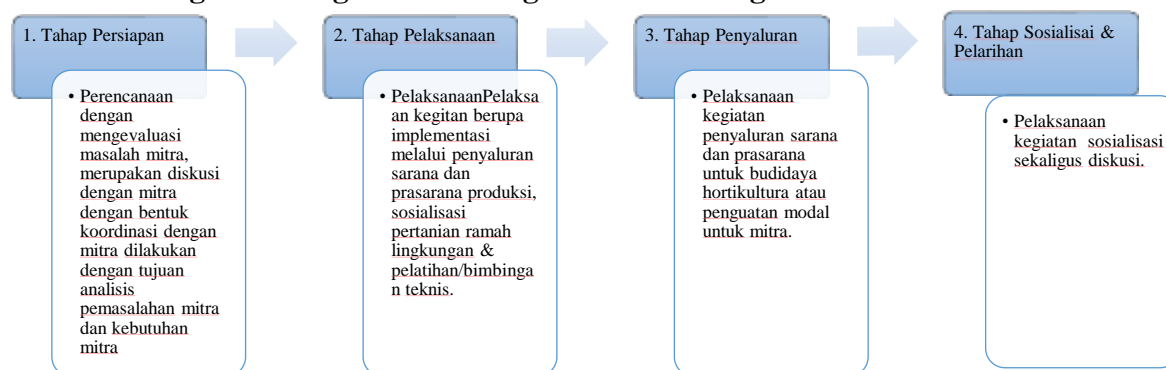 1. Tahap Persiapan
• Perencanaan
dengan
mengevaluasi
masalah mitra,
merupakan diskusi
dengan mitra
dengan bentuk
koordinasi dengan
mitra dilakukan
dengan tujuan
analisis
pemasalahan mitra
dan kebutuhan
mitra
2. Tahap Pelaksanaan
• PelaksanaanPelaksa
an kegitan berupa
implementasi
melalui penyaluran
sarana dan
prasarana produksi,
sosialisasi
pertanian ramah
lingkungan &
pelatihan/bimbinga
n teknis.
3. Tahap Penyaluran
• Pelaksanaan
kegiatan
penyaluran sarana
dan prasarana
untuk budidaya
hortikultura atau
penguatan modal
untuk mitra.
4. Tahap Sosialisai &
Pelarihan
• Pelaksanaan
kegiatan sosialisasi
sekaligus diskusi.